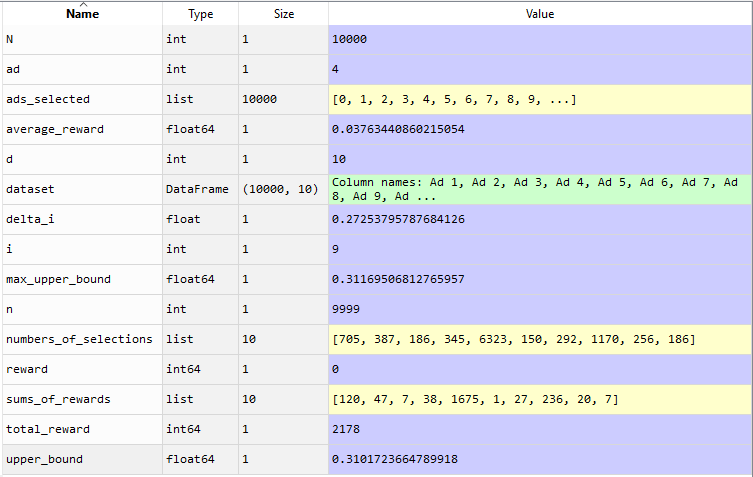 Name Type Size Value
N int 1 10000
ad int 1 4
ads_selected list 10000 [0, 1, 2, 3, 4, 5, 6, 7, 8, 9, ...]
average_reward float64 1 0.03763440860215054
d int 1 10
dataset DataFrame (10000, 10) Column names: Ad 1, Ad 2, Ad 3, Ad 4, Ad 5, Ad 6, Ad 7, Ad
8, Ad 9, Ad ...
delta_i float 1 0.27253795787684126
i int 1 9
max_upper_bound float64 1 0.31169506812765957
n int 1 9999
numbers_of_selections list 10 [705, 387, 186, 345, 6323, 150, 292, 1170, 256, 186]
reward int64 1 0
sums_of_rewards list 10 [120, 47, 7, 38, 1675, 1, 27, 236, 20, 7]
total_reward int64 1 2178
upper_bound float64 1 0.3101723664789918